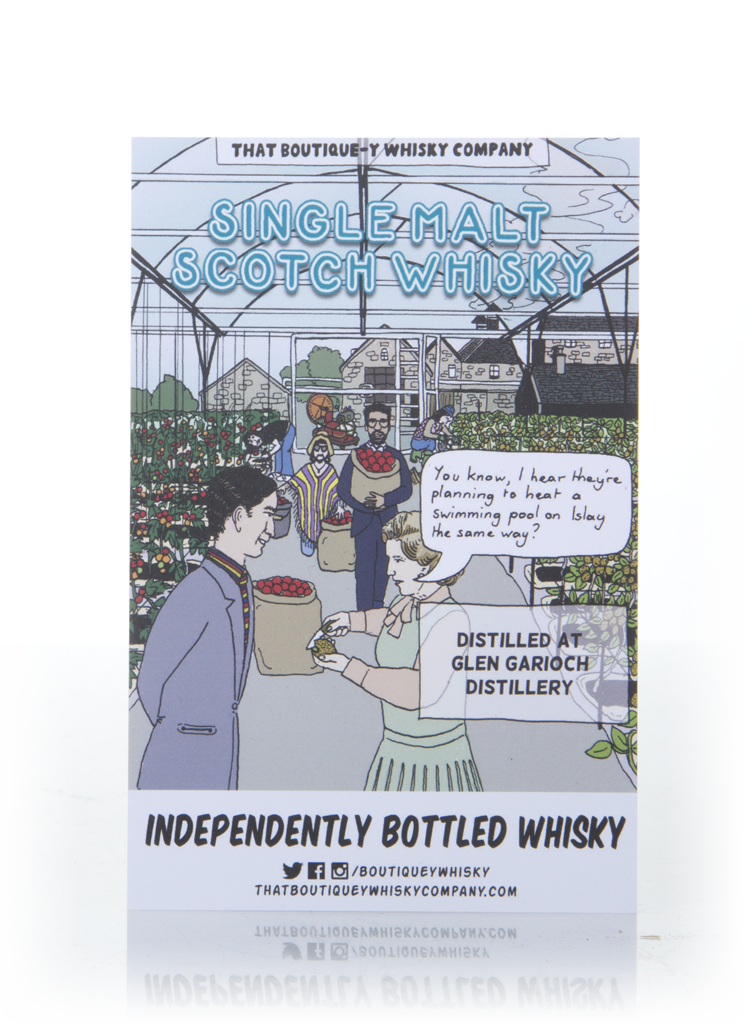 THAT BOUTIQUE-Y WHISKY COMPANY
SINGLE MALT
SCOTCH WHISKY
You know, I hear they're
planning to heat a
swimming pool on Islay
the same way?
DISTILLED AT
GLEN GARIOCH
DISTILLERY
INDEPENDENTLY BOTTLED WHISKY
/BOUTIQUEYWHISKY
THATBOUTIQUEYWHISKYCOMPANY.COM